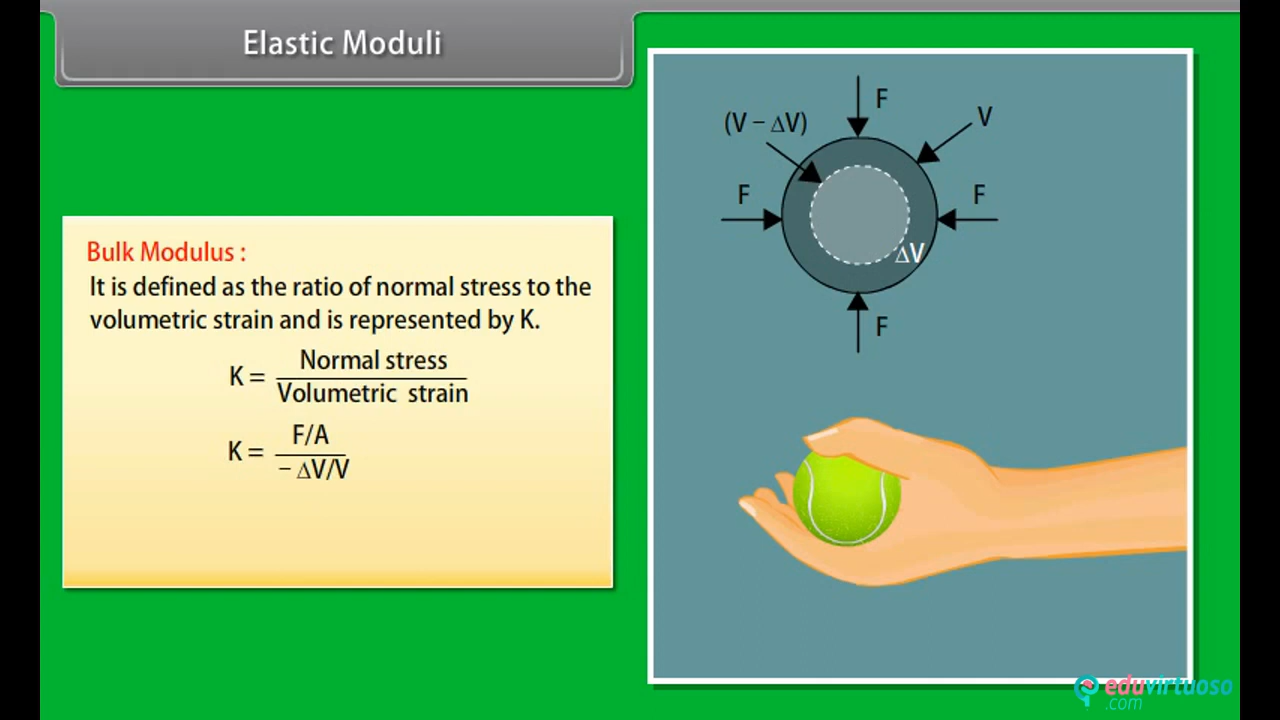 Elastic Moduli
Bulk Modulus :
It is defined as the ratio of normal stress to the
volumetric strain and is represented by K.
K = Normal stress
Volumetric strain
K = F/A
– ΔV/V
F
(V – ΔV)
V
F
F
ΔV
F
eduvirtuoso
.com